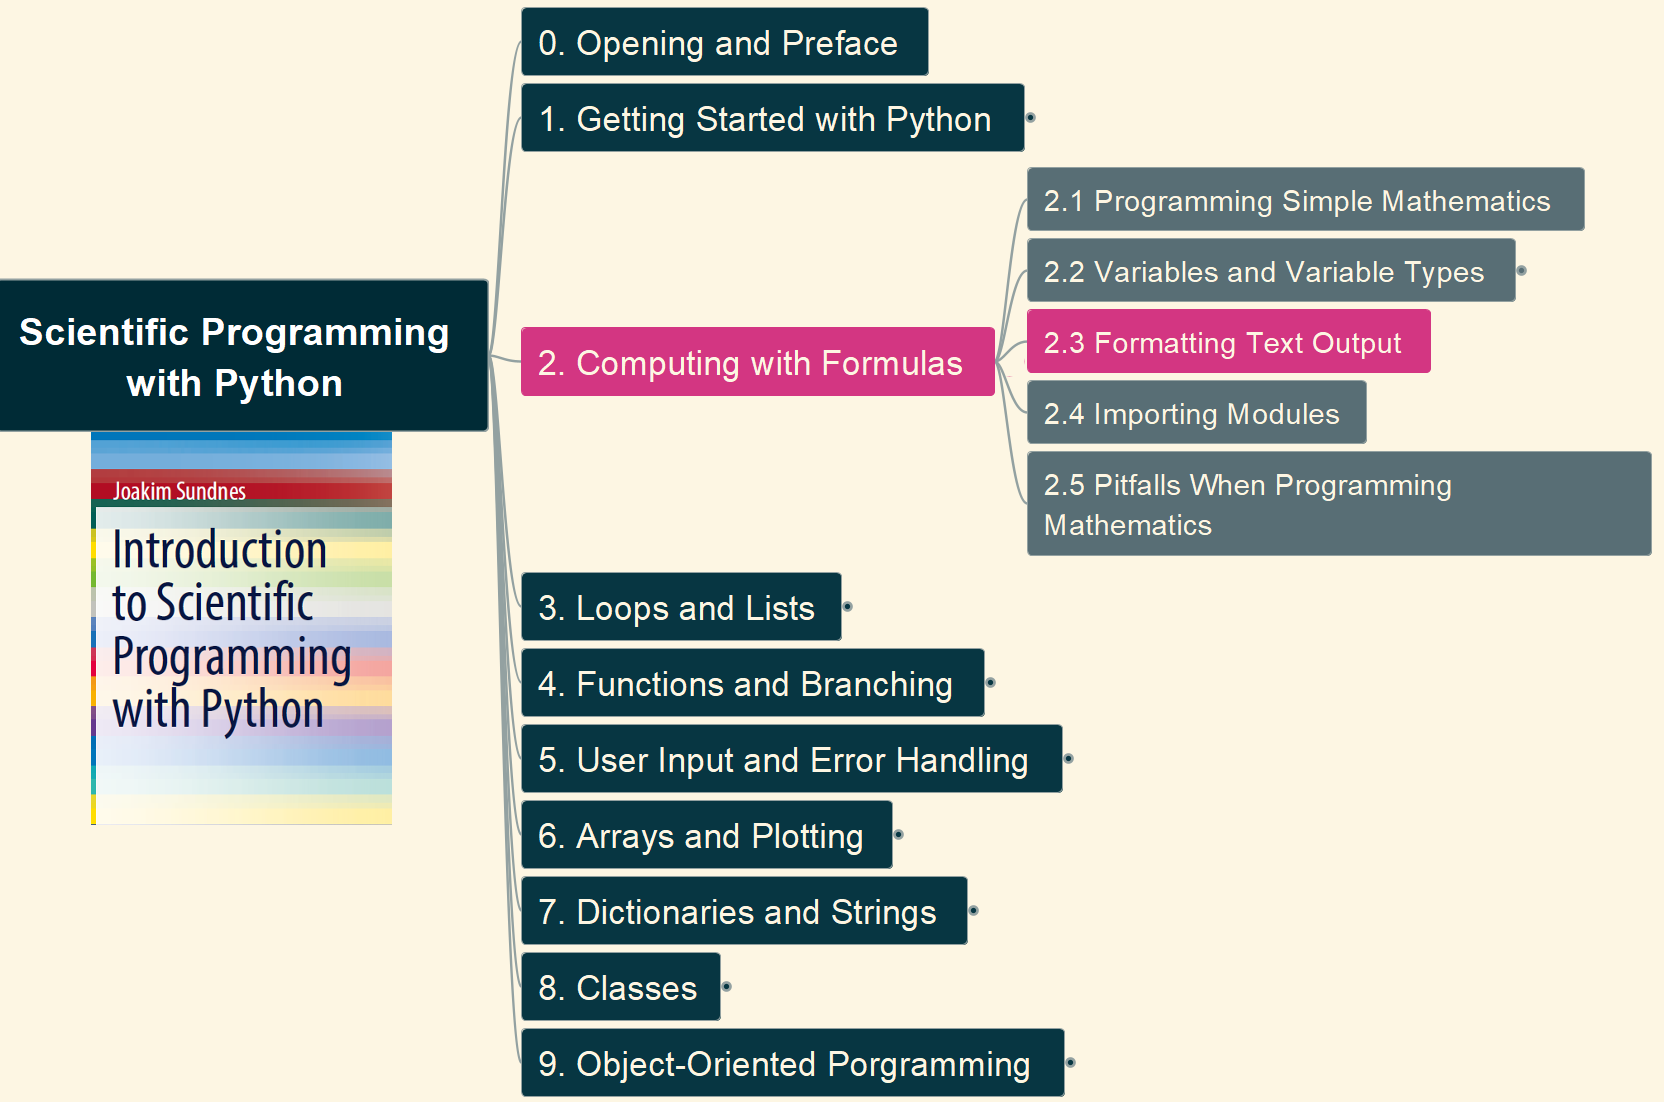 0. Opening and Preface
1. Getting Started with Python
2.1 Programming Simple Mathematics
2.2 Variables and Variable Types
Scientific Programming
with Python
2. Computing with Formulas
2.3 Formatting Text Output
2.4 Importing Modules
2.5 Pitfalls When Programming
Mathematics
Joakim Sundnes
Introduction
to Scientific
Programming
with Python
3. Loops and Lists
4. Functions and Branching
5. User Input and Error Handling
6. Arrays and Plotting
7. Dictionaries and Strings
8. Classes
9. Object-Oriented Porgramming